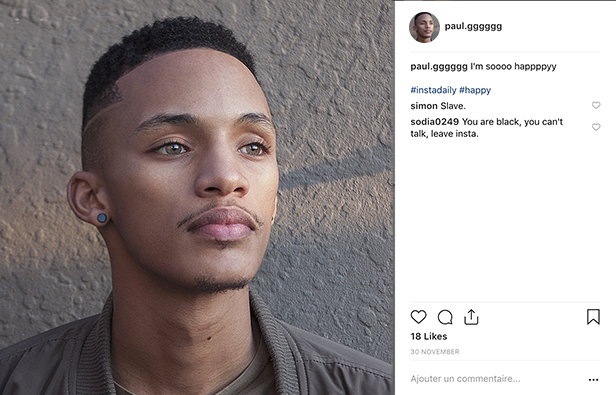 paul.gggggg
paul.gggggg I'm soooo happppyy
#instadaily #happy
simon Slave.
sodia0249 You are black, you can't
talk, leave insta.
18 Likes
30 NOVEMBER
Ajouter un commentaire...